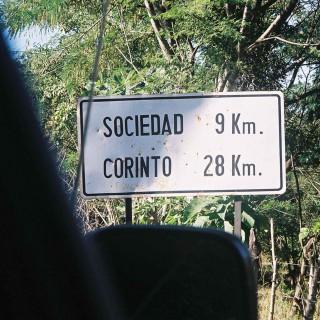 SOCIEDAD 9 Km.
CORINTO 28 Km.